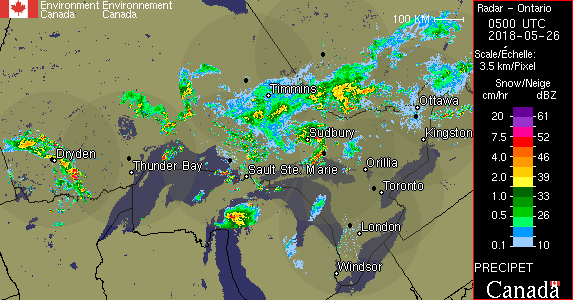 Environment Environnement
Canada Canada
100 KM
Timmins
Ottawa
Sudbury
Kingston
Dryden
Thunder Bay
Sault Ste. Marie
Orillia
Toronto
London
Windsor
Radar - Ontario
0500 UTC
2018-05-26
Scale/Échelle:
3.5 km/Pixel
Snow/Neige
cm/hr dBZ
20 61
7.5 52
4.0 46
2.0 39
1.0 33
0.5 26
0.1 10
PRECIPET
Canada